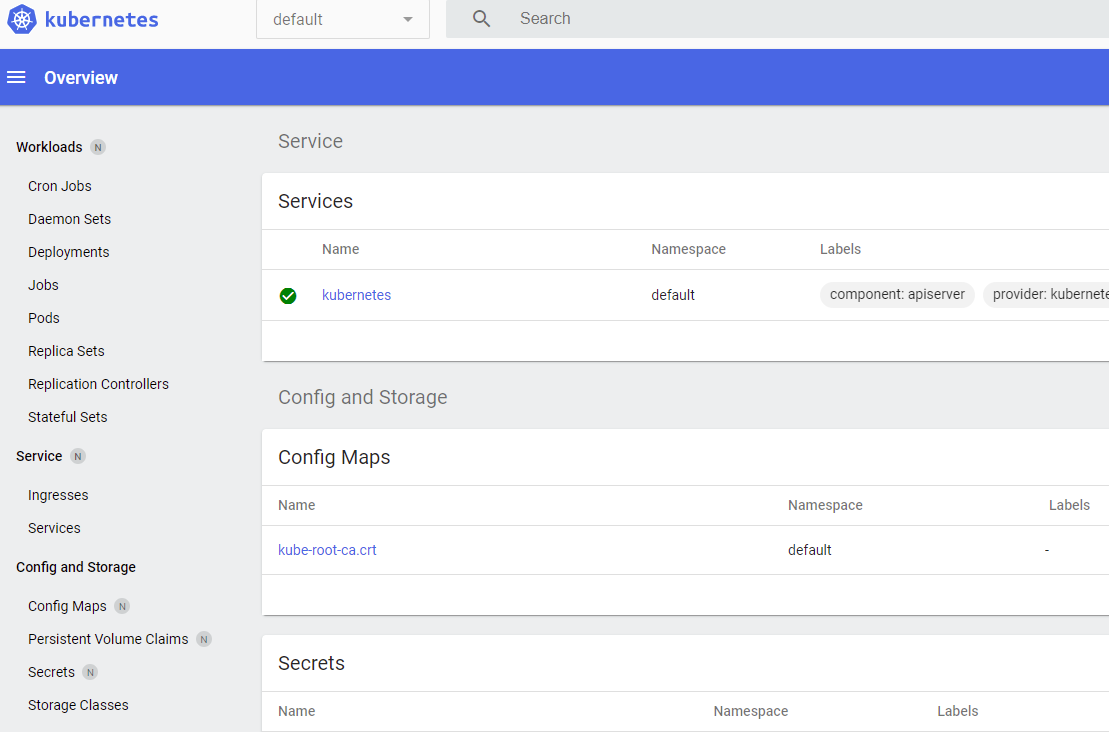 kubernetes
default
Search
Overview
Workloads N
Cron Jobs
Daemon Sets
Deployments
Jobs
Pods
Replica Sets
Replication Controllers
Stateful Sets
Service N
Ingresses
Services
Config and Storage
Config Maps N
Persistent Volume Claims N
Secrets N
Storage Classes
Service
Services
Name Namespace Labels
kubernetes default component: apiserver provider: kubernete
Config and Storage
Config Maps
Name Namespace Labels
kube-root-ca.crt default -
Secrets
Name Namespace Labels